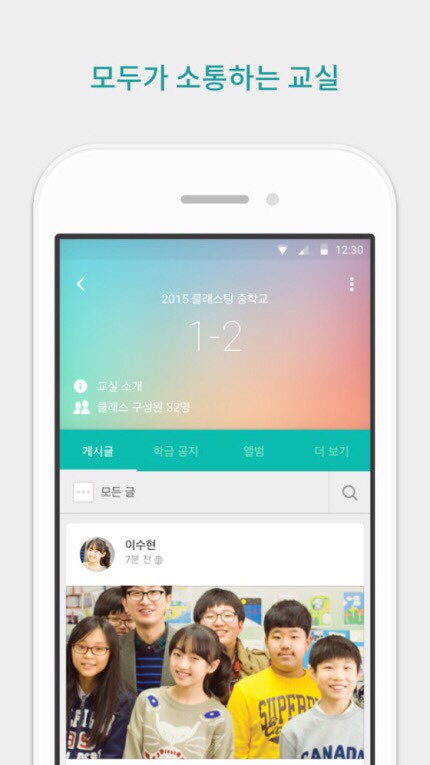 모두가 소통하는 교실
12:30
2015 클래스팅 중학교
1-2
교실 소개
클래스 구성원 32명
게시글 학급 공지 앨범 더 보기
모든 글
이수현
7분 전
SUPERB
CANADA